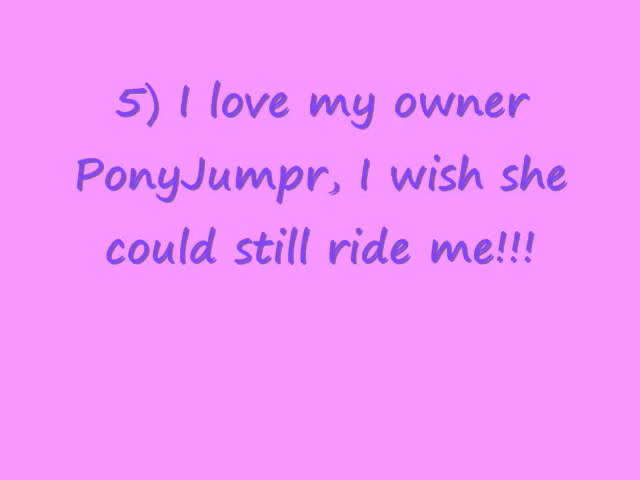 5) I love my owner
PonyJumpr, I wish she
could still ride me!!!